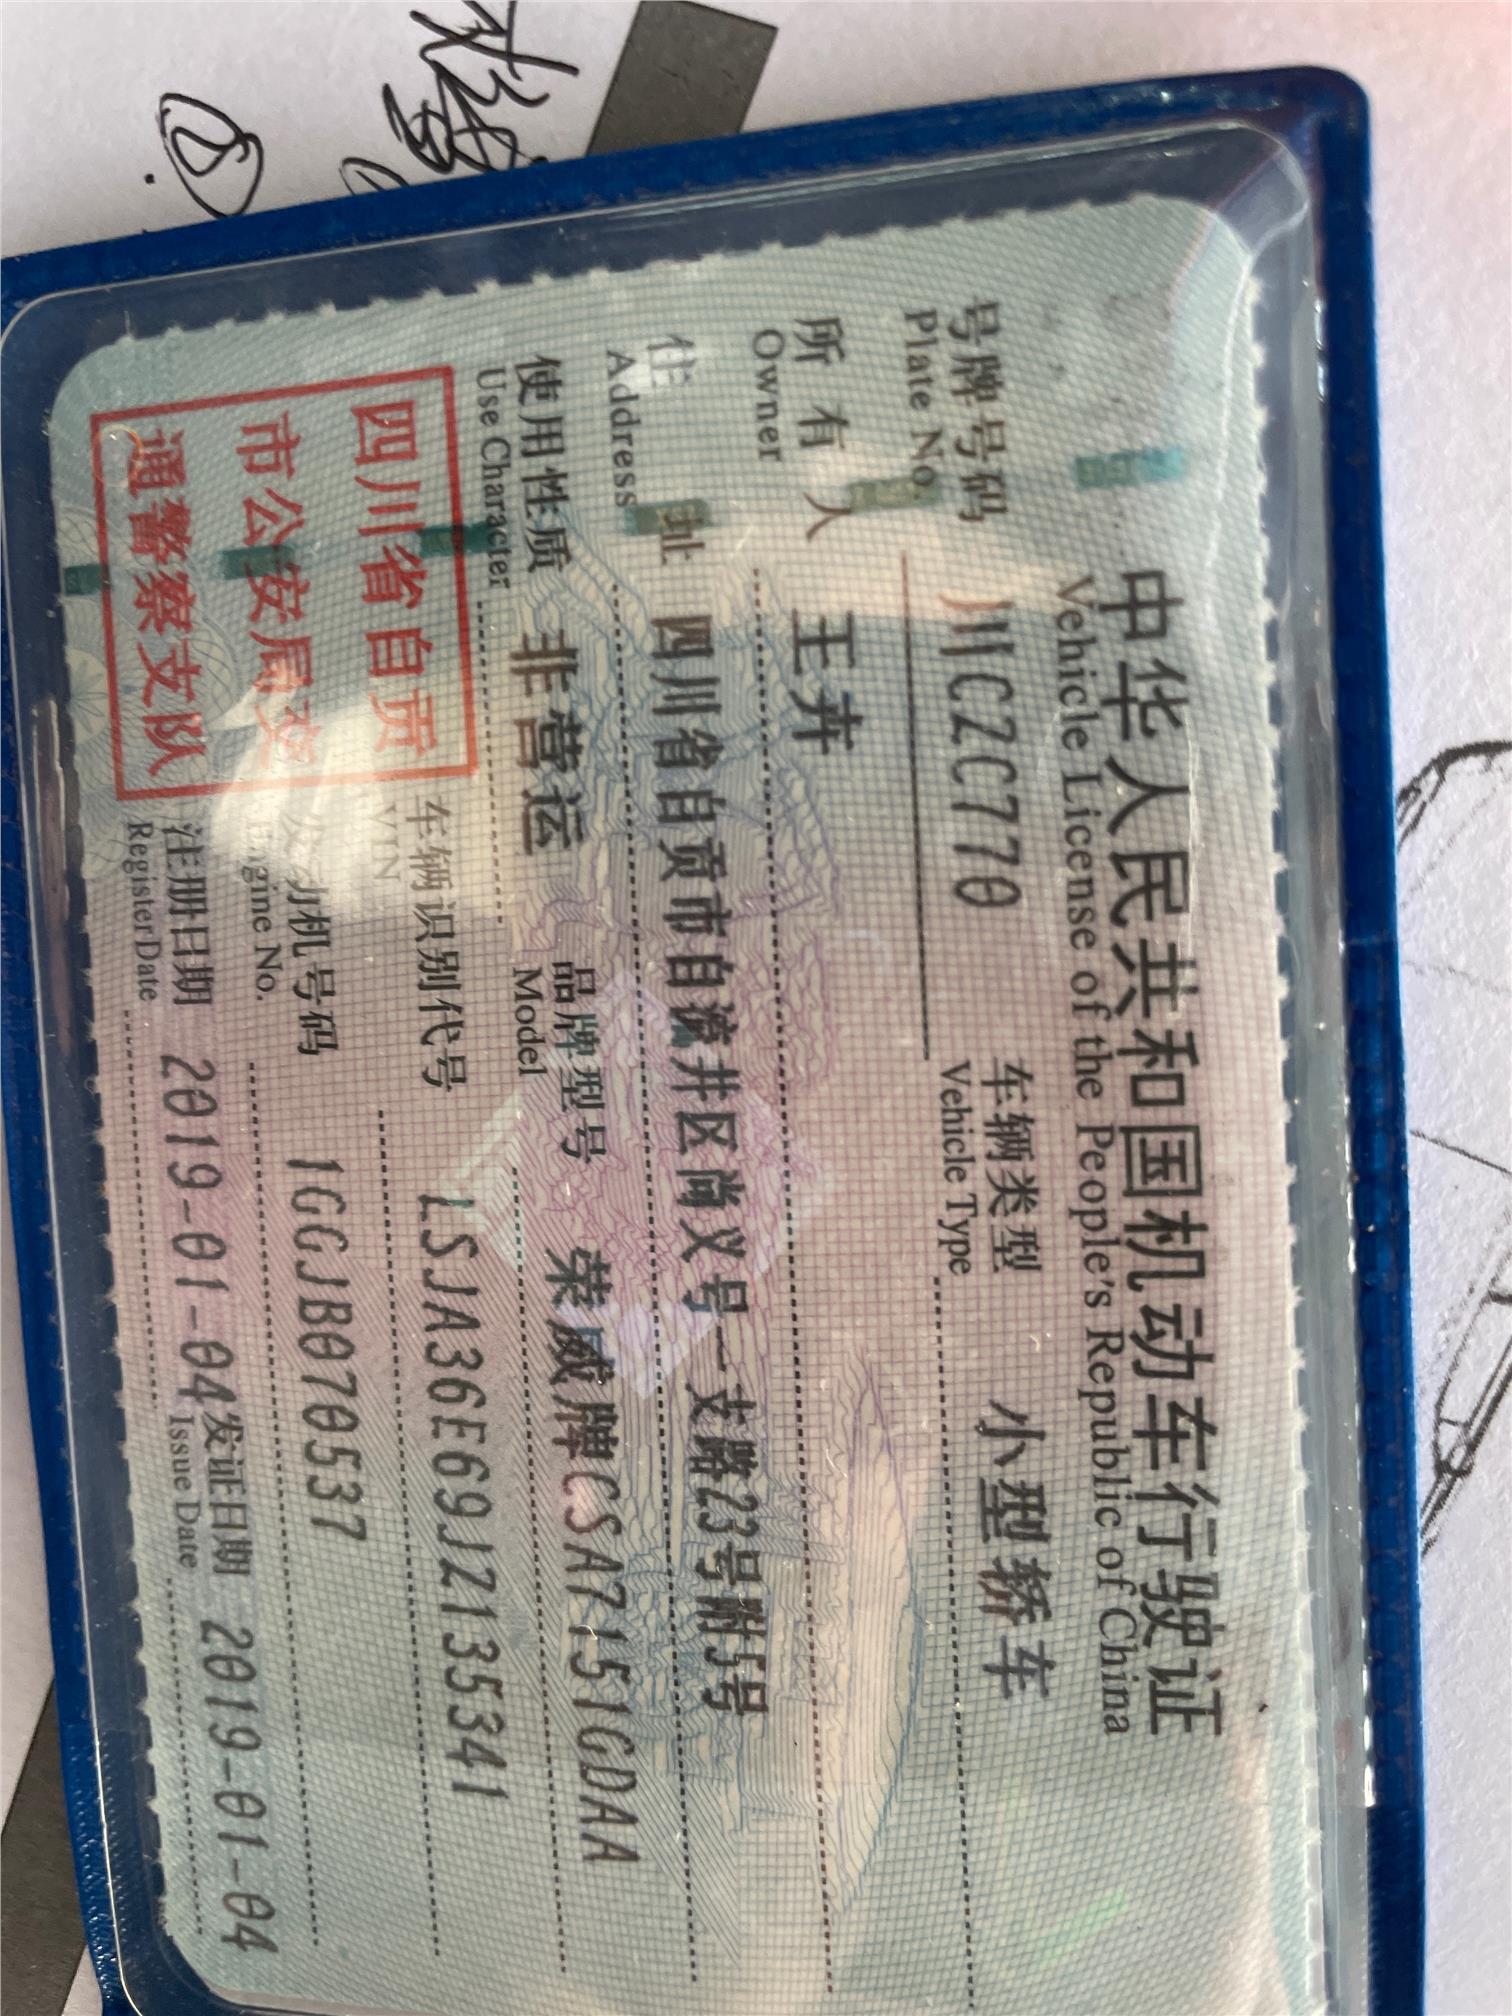 中华人民共和国机动车行驶证
Vehicle License of the People's Republic of China
号牌号码 川CZC770 车辆类型 小型轿车
Plate No. Vehicle Type
所有人 王卉
Owner
住址 四川省自贡市自流井区尚义号一支路23号附5号
Address
使用性质 非营运 品牌型号 荣威牌CSA7151GDAA
Use Character Model
四川省自贡
市公安局交
通警察支队
车辆识别代号 LSJA36E69JZ135341
VIN
发动机号码 1GGJB070537
Engine No.
注册日期 2019-01-04 发证日期 2019-01-04
Register Date Issue Date